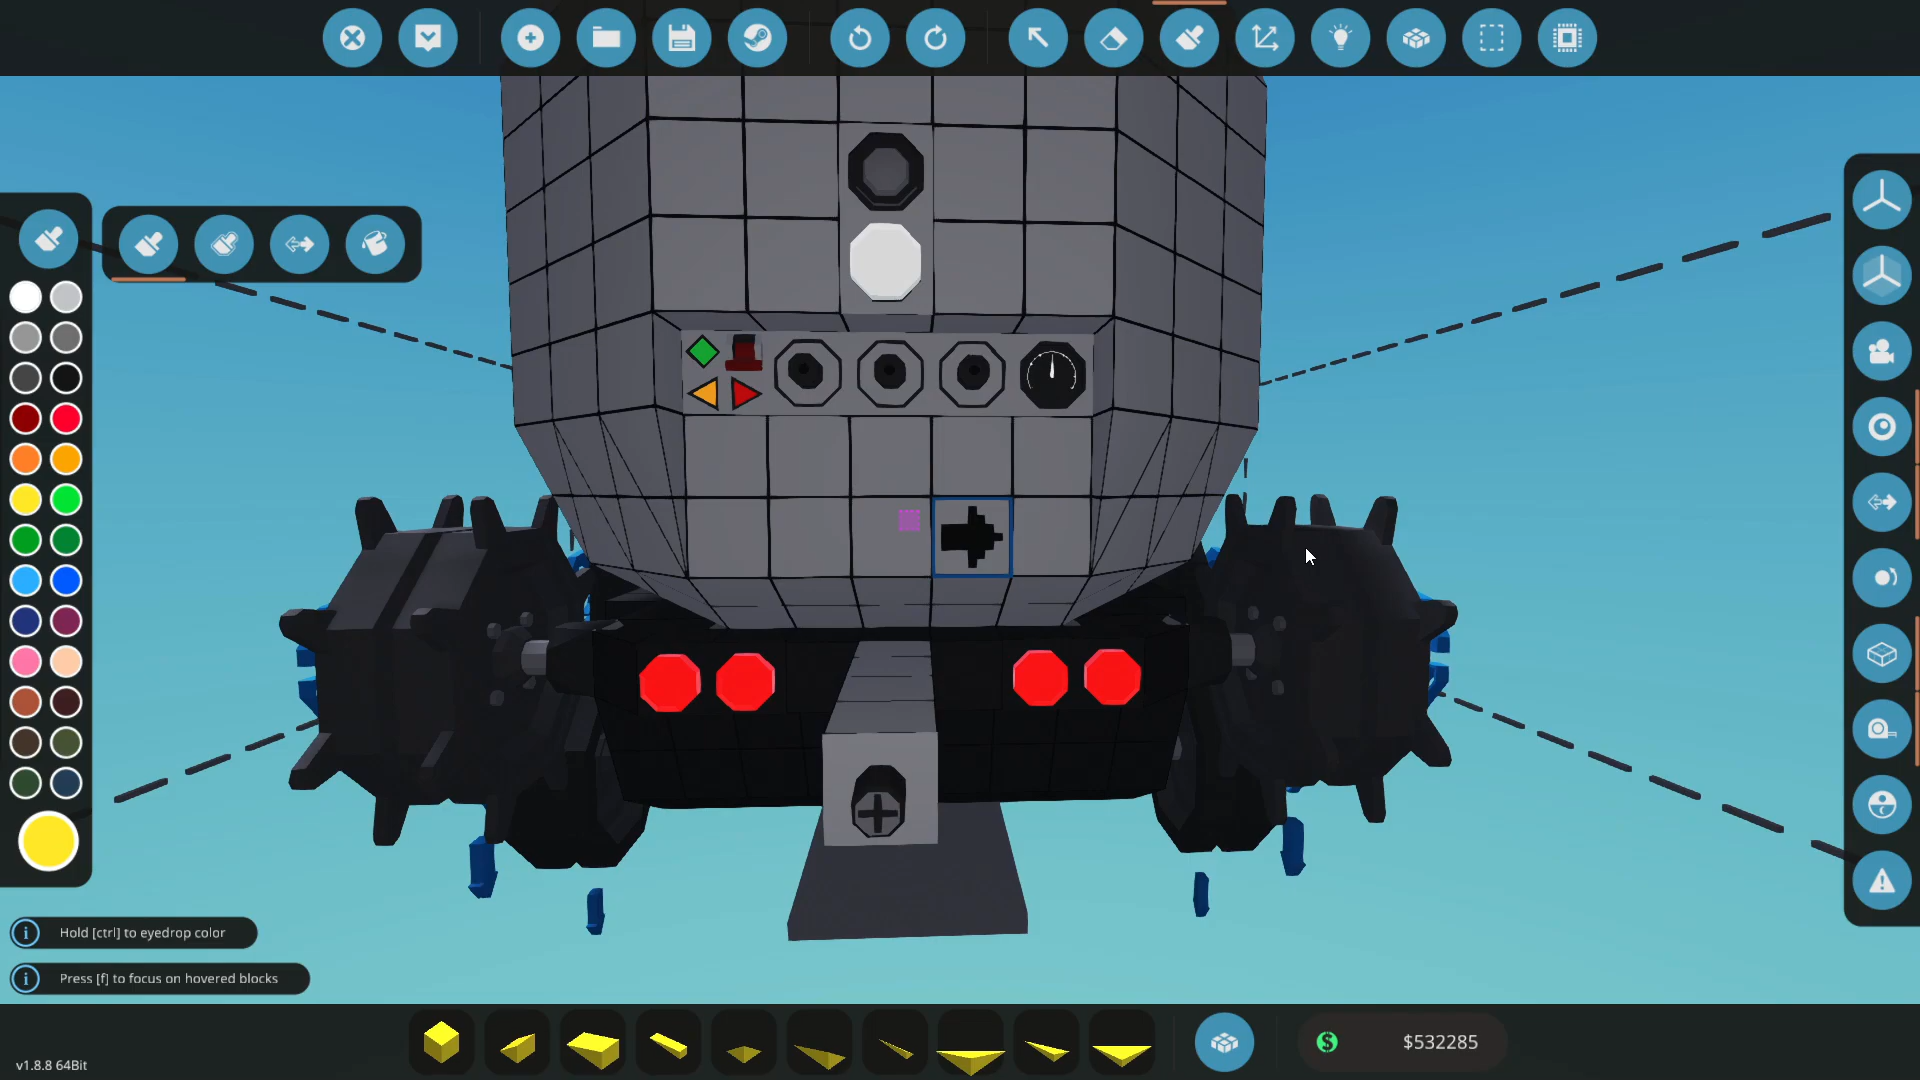 Hold [ctrl] to eyedrop color
Press [f] to focus on hovered blocks
$532285
v1.8.8 64Bit